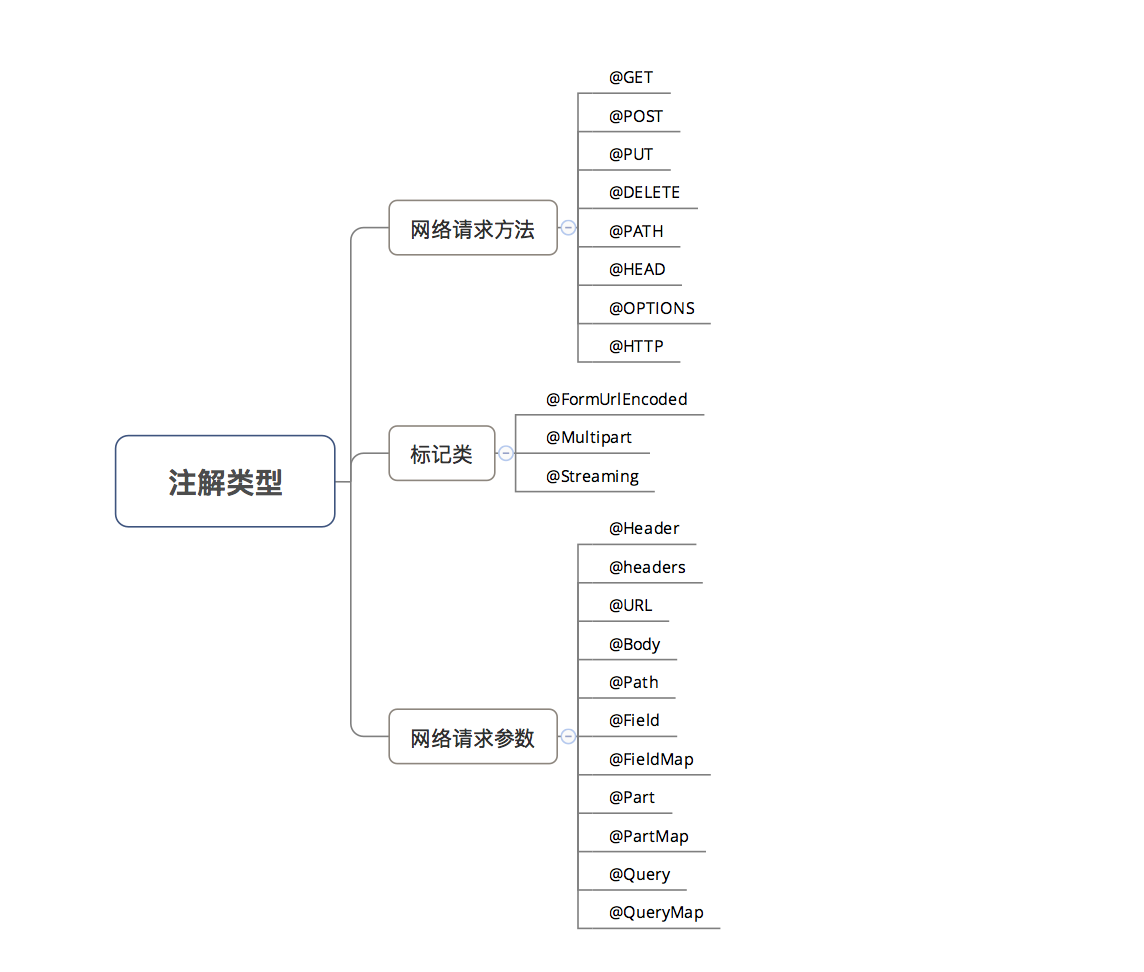 注解类型
网络请求方法
@GET
@POST
@PUT
@DELETE
@PATH
@HEAD
@OPTIONS
@HTTP
标记类
@FormUrlEncoded
@Multipart
@Streaming
网络请求参数
@Header
@headers
@URL
@Body
@Path
@Field
@FieldMap
@Part
@PartMap
@Query
@QueryMap